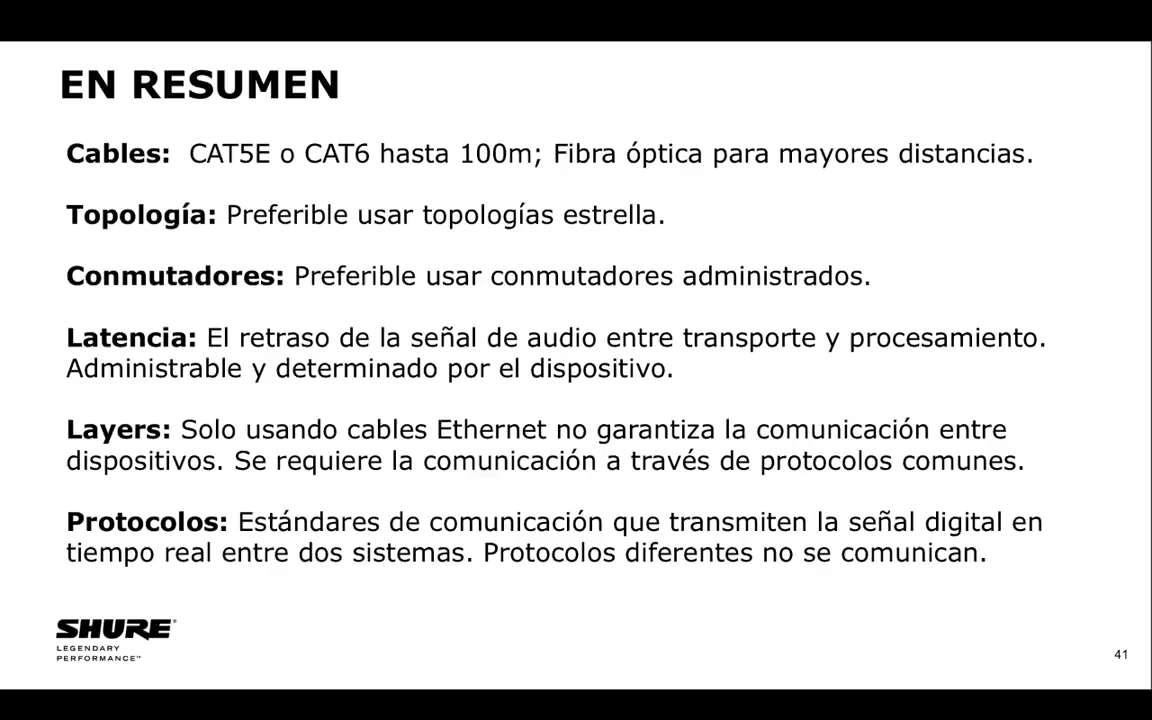 EN RESUMEN
Cables: CAT5E o CAT6 hasta 100m; Fibra óptica para mayores distancias.
Topología: Preferible usar topologías estrella.
Conmutadores: Preferible usar conmutadores administrados.
Latencia: El retraso de la señal de audio entre transporte y procesamiento.
Administrable y determinado por el dispositivo.
Layers: Solo usando cables Ethernet no garantiza la comunicación entre
dispositivos. Se requiere la comunicación a través de protocolos comunes.
Protocolos: Estándares de comunicación que transmiten la señal digital en
tiempo real entre dos sistemas. Protocolos diferentes no se comunican.
SHURE®
LEGENDARY
PERFORMANCE™
41